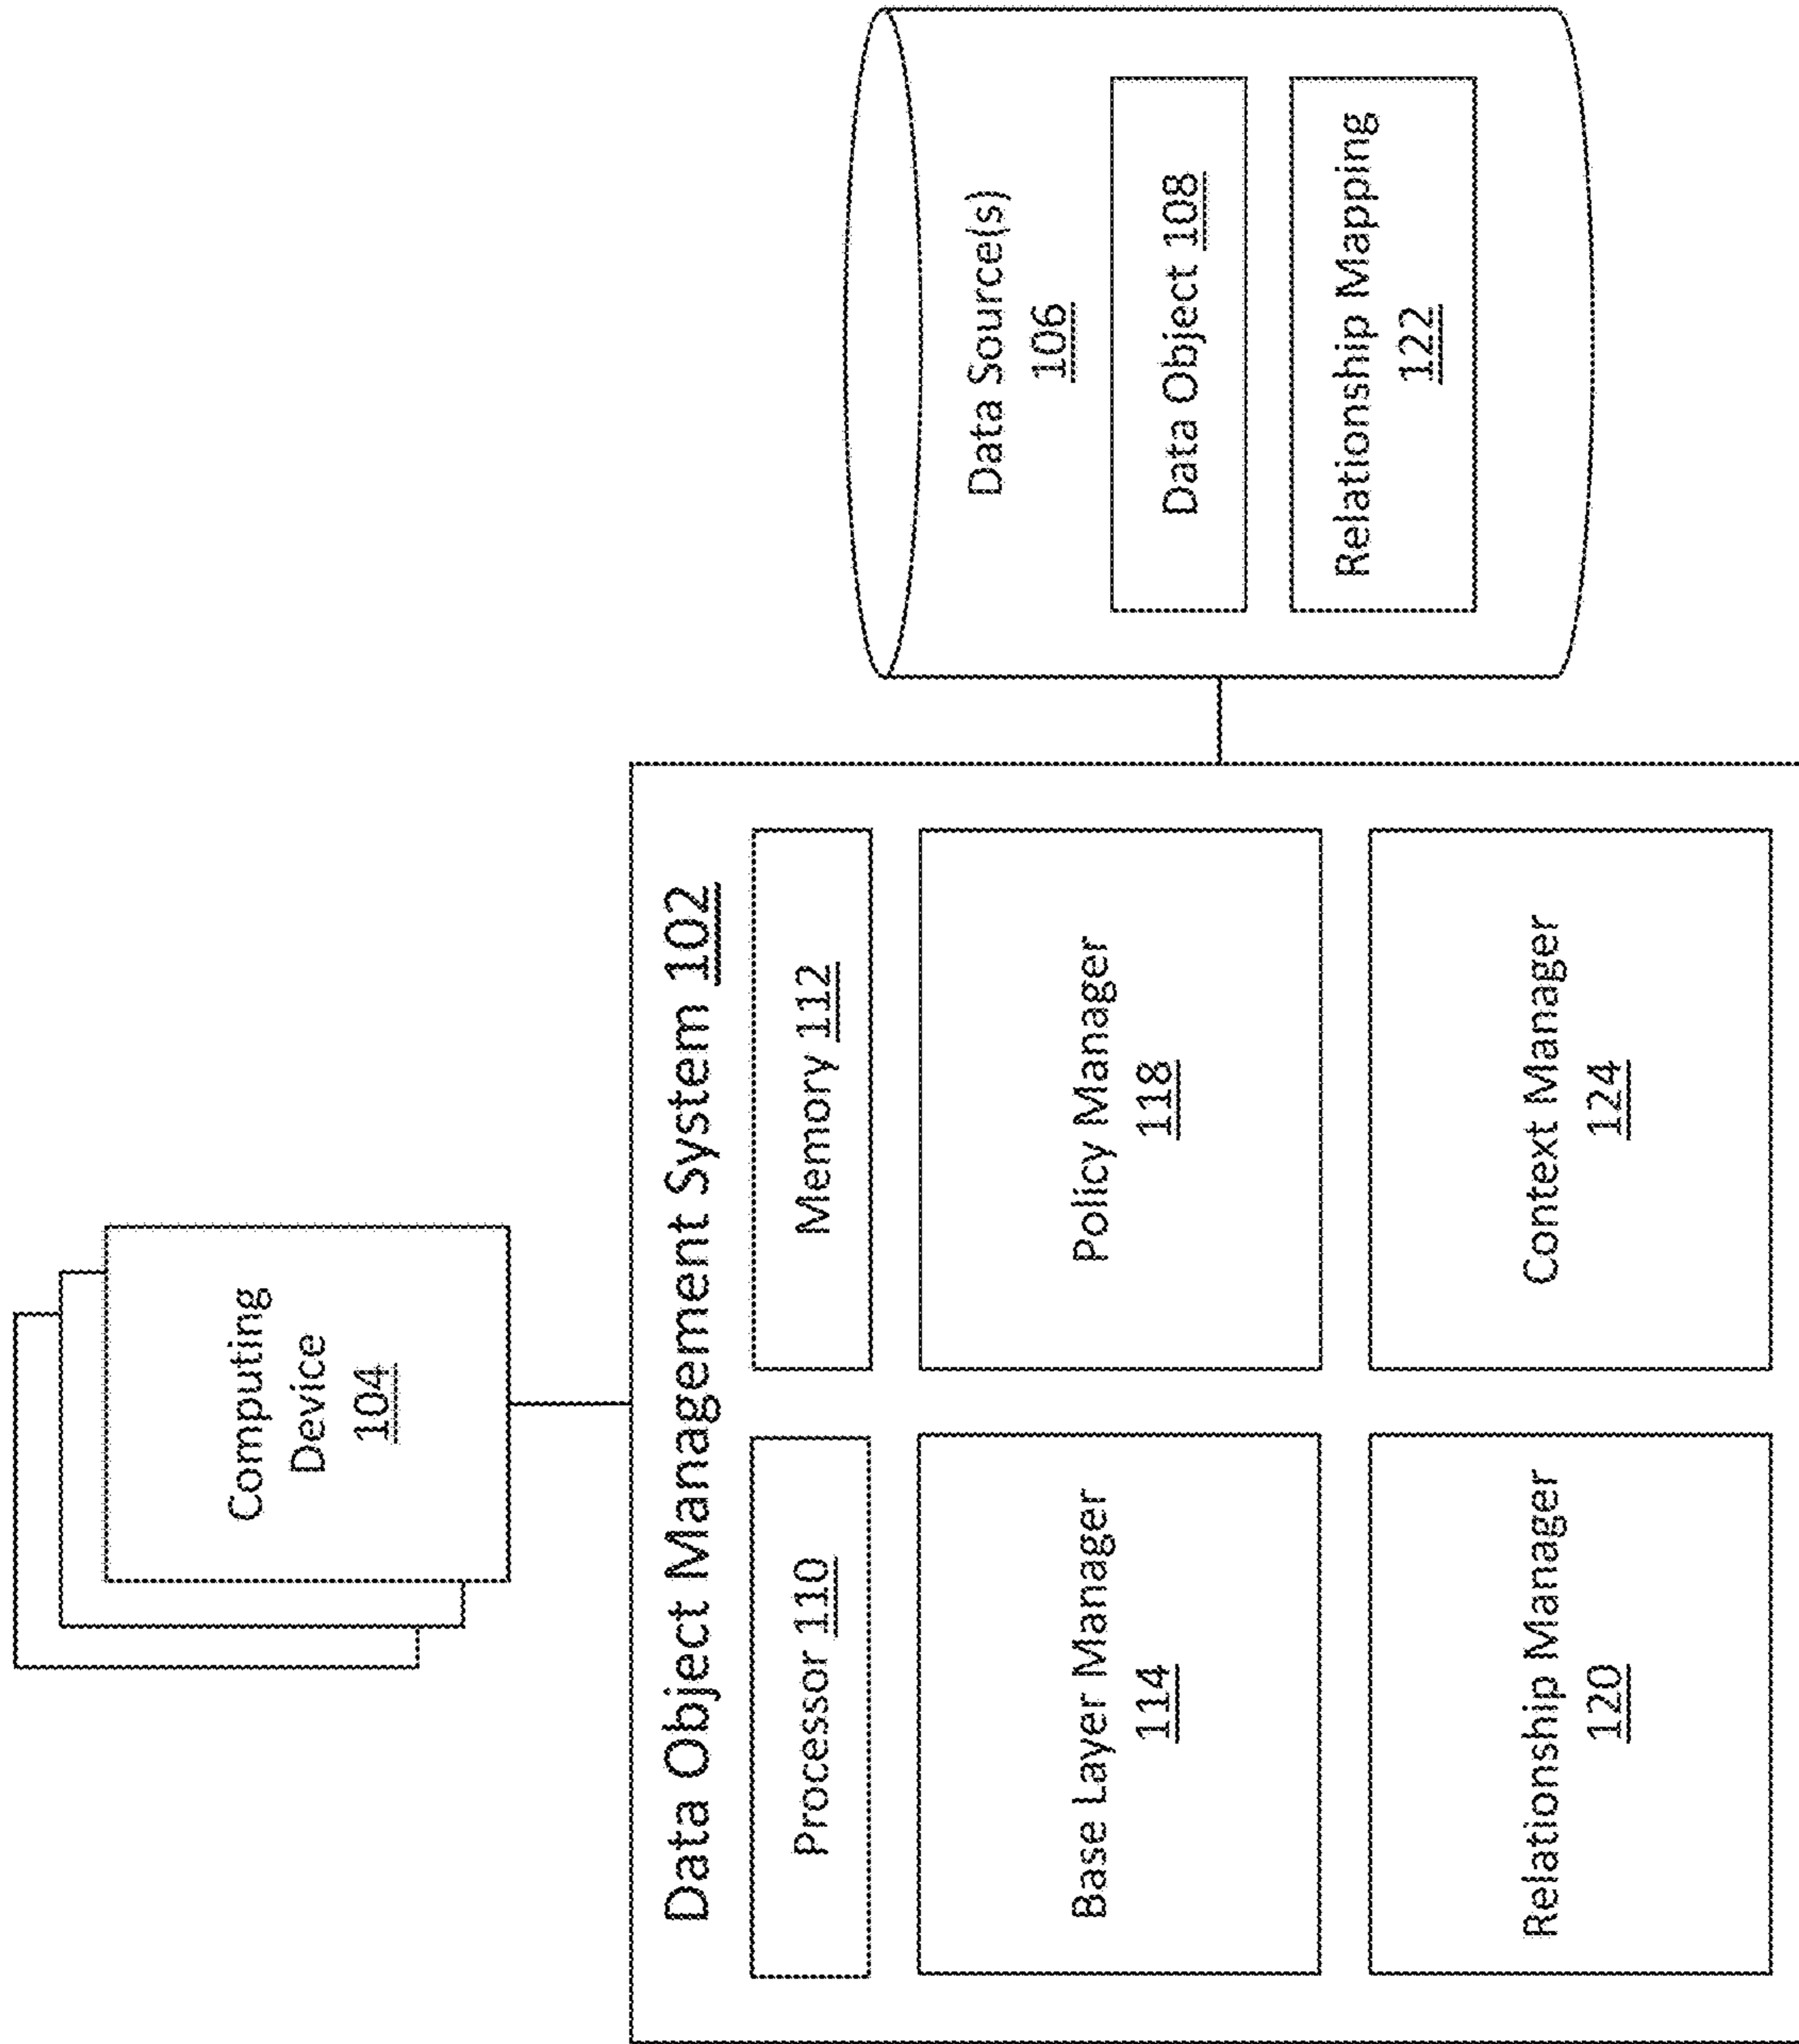 Computing
Device
104
Data Object Management System 102
Processor 110
Memory 112
Base Layer Manager
114
Policy Manager
118
Relationship Manager
120
Context Manager
124
Data Source(s)
106
Data Object 108
Relationship Mapping
122